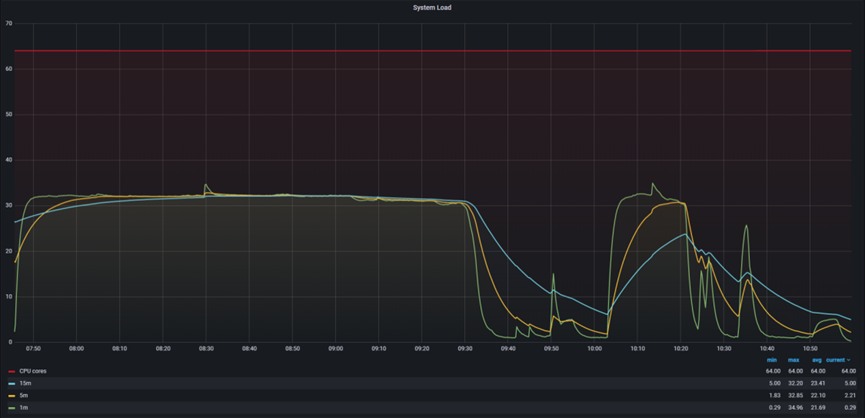 System Load
70
60
50
40
30
20
10
0
07:50 08:00 08:10 08:20 08:30 08:40 08:50 09:00 09:10 09:20 09:30 09:40 09:50 10:00 10:10 10:20 10:30 10:40 10:50
min max avg current
CPU cores 64.00 64.00 64.00 64.00
15m 5.00 32.20 23.41 5.00
5m 1.83 32.85 22.10 2.21
1m 0.29 34.96 21.69 0.29